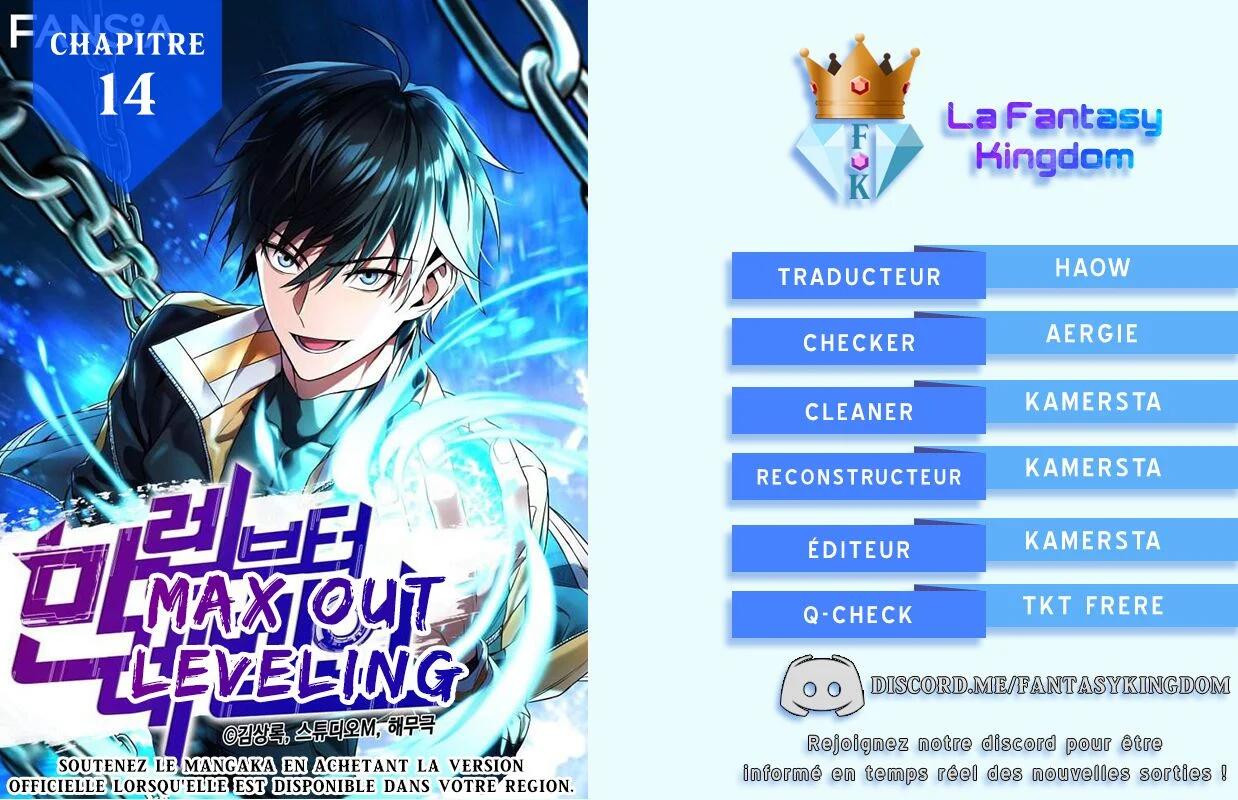 FANSIA
CHAPITRE
14
MAX OUT
LEVELING
©김상록, 스튜디오M, 해무극
SOUTENEZ LE MANGAKA EN ACHETANT LA VERSION
OFFICIELLE LORSQU'ELLE EST DISPONIBLE DANS VOTRE REGION.
F
K
La Fantasy
Kingdom
TRADUCTEUR HAOW
CHECKER AERGIE
CLEANER KAMERSTA
RECONSTRUCTEUR KAMERSTA
ÉDITEUR KAMERSTA
Q-CHECK TKT FRERE
DISCORD.ME/FANTASYKINGDOM
Rejoignez notre discord pour être
informé en temps réel des nouvelles sorties !